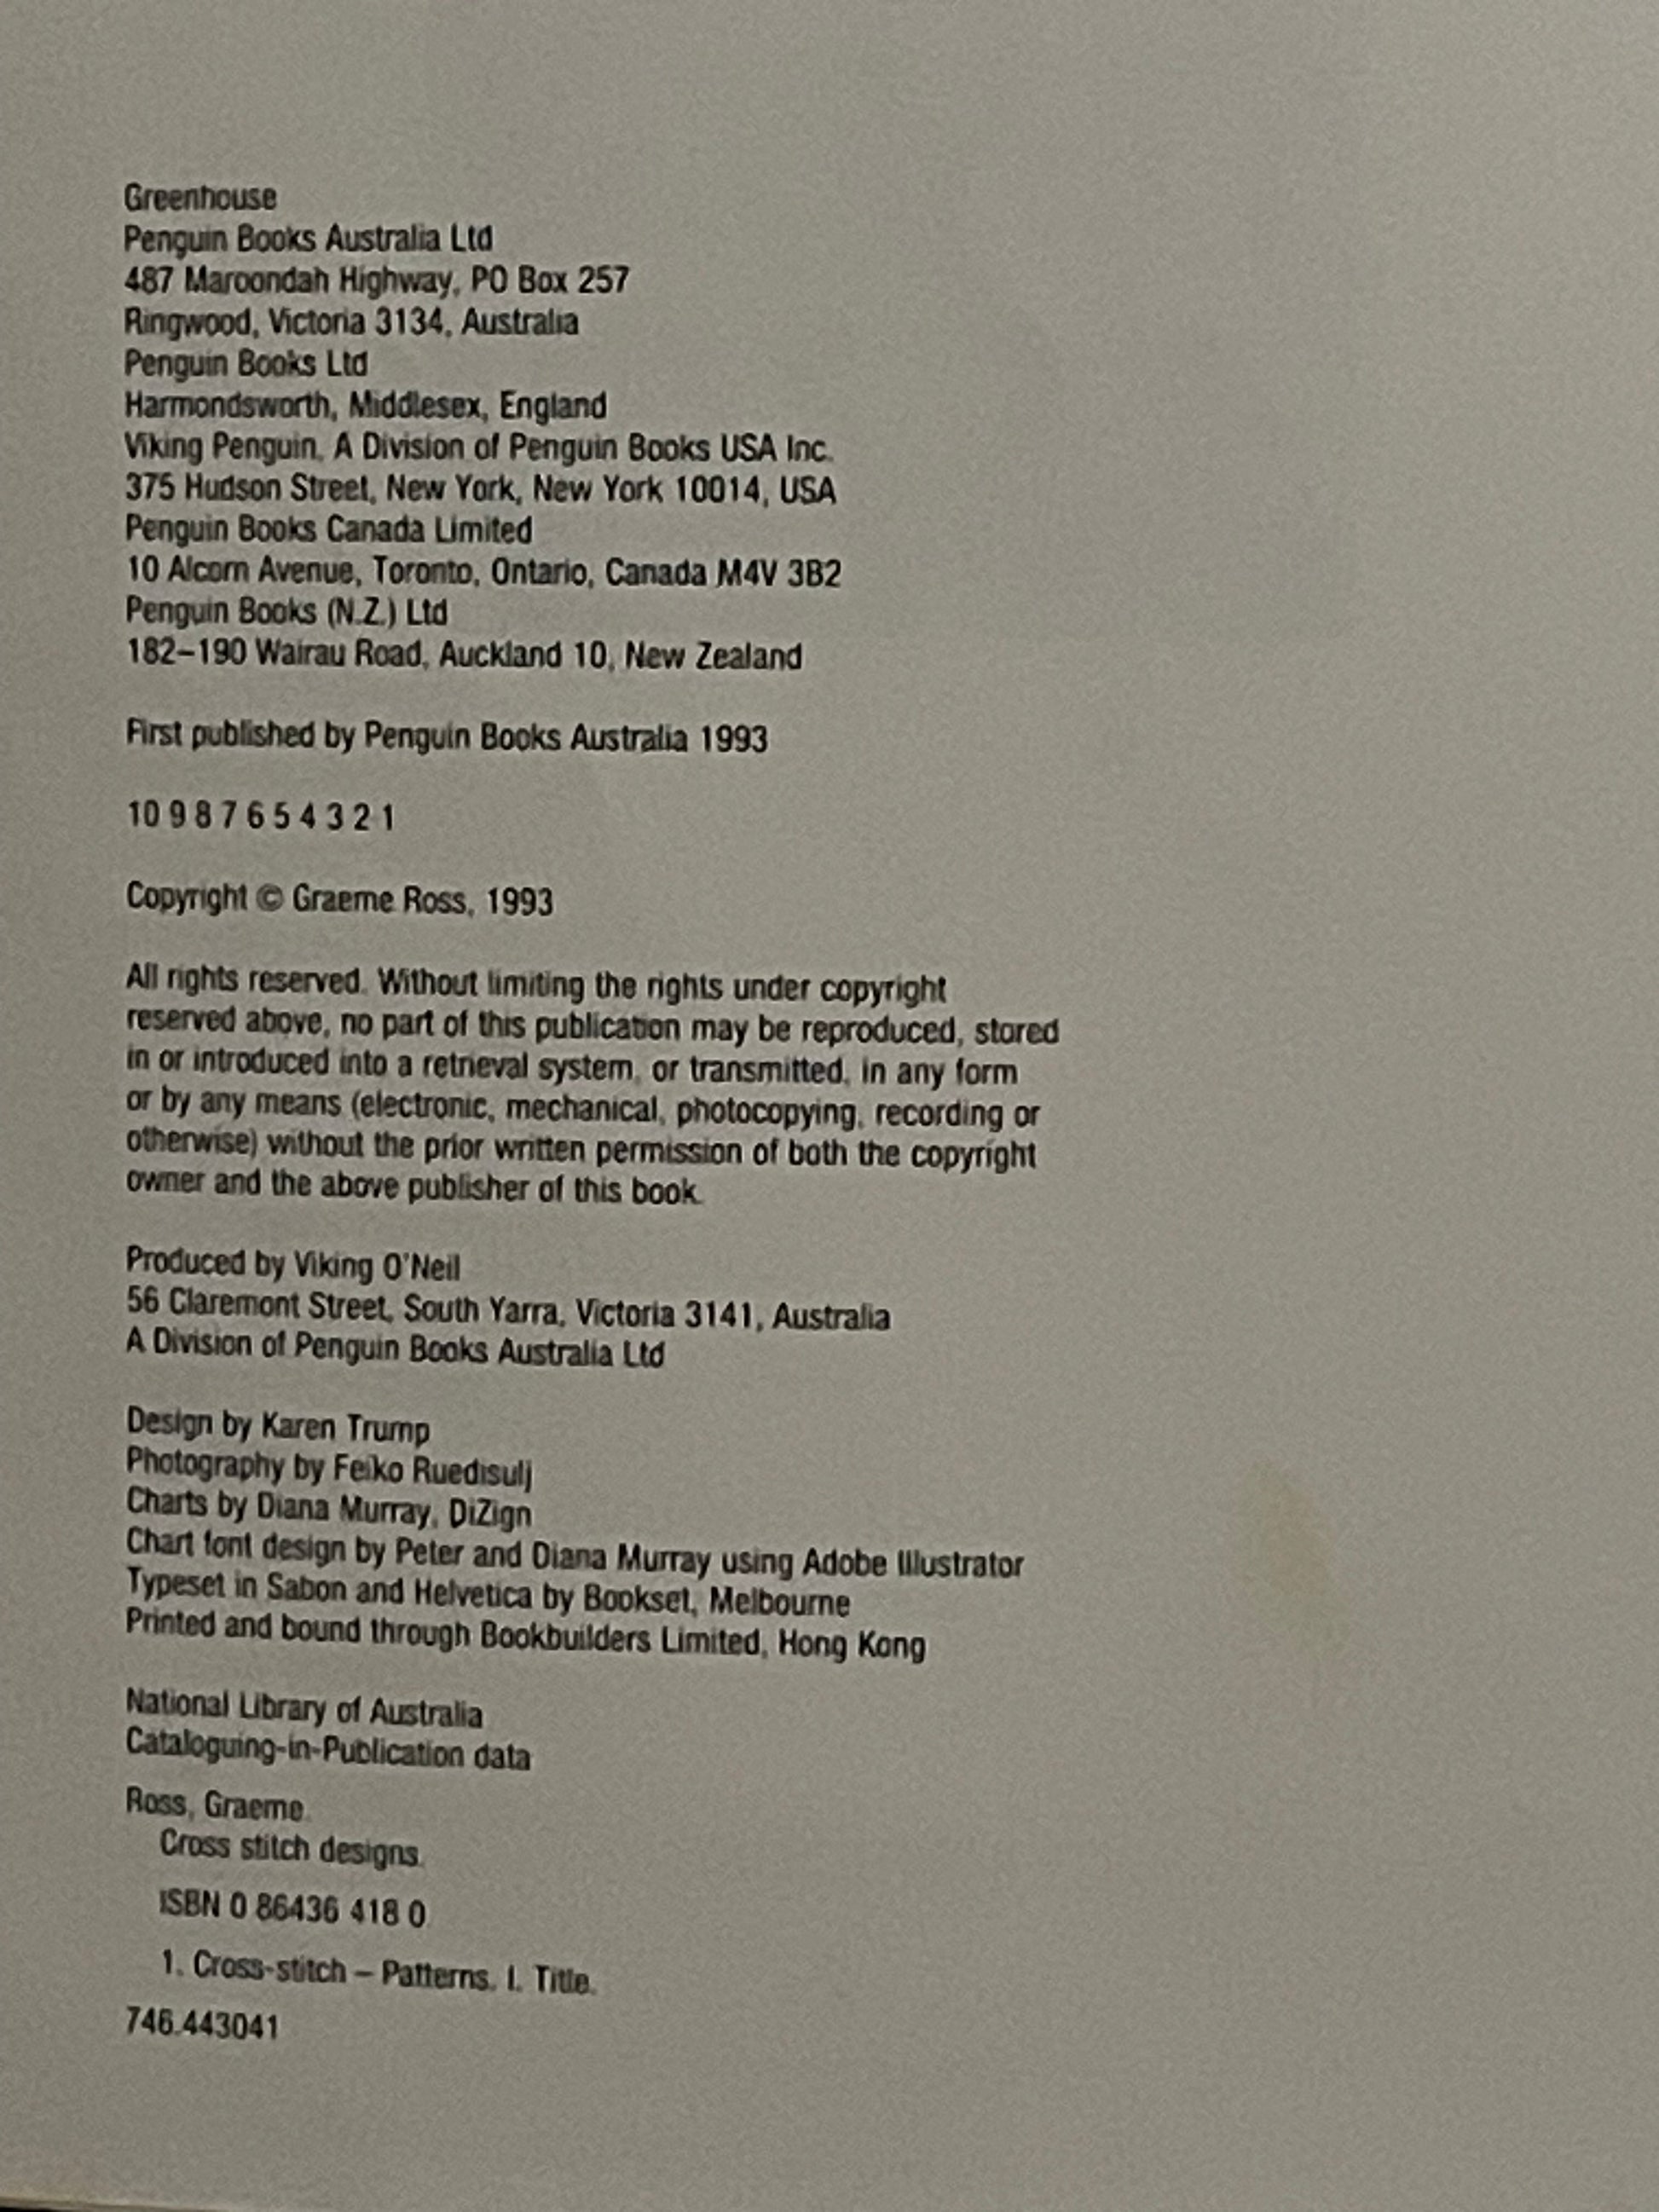 Greenhouse
Penguin Books Australia Ltd
487 Maroondah Highway, PO Box 257
Ringwood, Victoria 3134, Australia
Penguin Books Ltd
Harmondsworth, Middlesex, England
Viking Penguin, A Division of Penguin Books USA Inc.
375 Hudson Street, New York, New York 10014, USA
Penguin Books Canada Limited
10 Alcorn Avenue, Toronto, Ontario, Canada M4V 3B2
Penguin Books (N.Z.) Ltd
182–190 Wairau Road, Auckland 10, New Zealand
First published by Penguin Books Australia 1993
10 9 8 7 6 5 4 3 2 1
Copyright © Graeme Ross, 1993
All rights reserved. Without limiting the rights under copyright
reserved above, no part of this publication may be reproduced, stored
in or introduced into a retrieval system, or transmitted, in any form
or by any means (electronic, mechanical, photocopying, recording or
otherwise) without the prior written permission of both the copyright
owner and the above publisher of this book.
Produced by Viking O'Neil
56 Claremont Street, South Yarra, Victoria 3141, Australia
A Division of Penguin Books Australia Ltd
Design by Karen Trump
Photography by Feiko Ruedisulj
Charts by Diana Murray, DiZign
Chart font design by Peter and Diana Murray using Adobe Illustrator
Typeset in Sabon and Helvetica by Bookset, Melbourne
Printed and bound through Bookbuilders Limited, Hong Kong
National Library of Australia
Cataloguing-in-Publication data
Ross, Graeme.
Cross stitch designs.
ISBN 0 86436 418 0
1. Cross-stitch – Patterns. I. Title.
746.443041